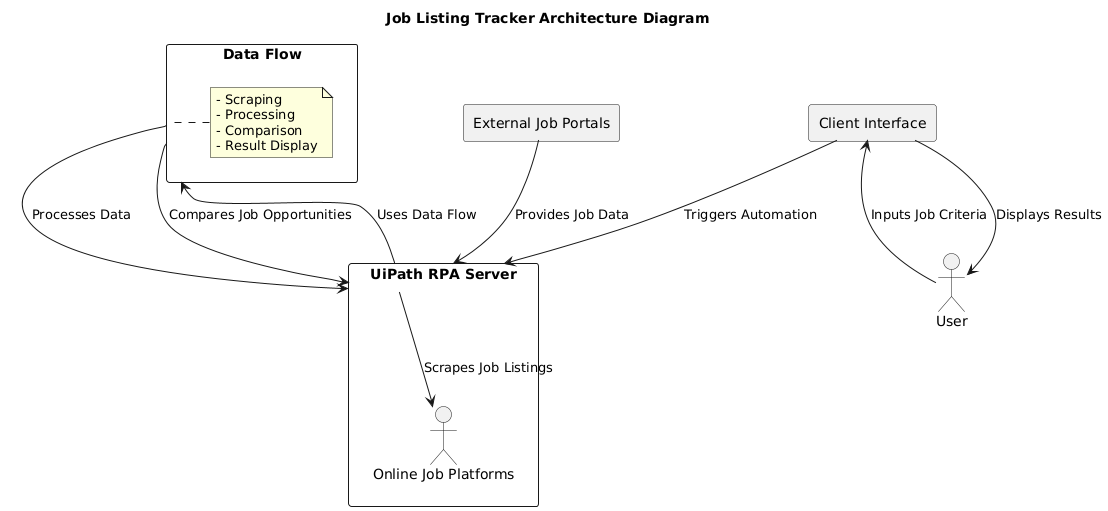 Job Listing Tracker Architecture Diagram
Data Flow
- Scraping
- Processing
- Comparison
- Result Display
External Job Portals
Client Interface
Processes Data
Compares Job Opportunities
Uses Data Flow
Provides Job Data
Triggers Automation
Inputs Job Criteria
Displays Results
UiPath RPA Server
User
Scrapes Job Listings
Online Job Platforms